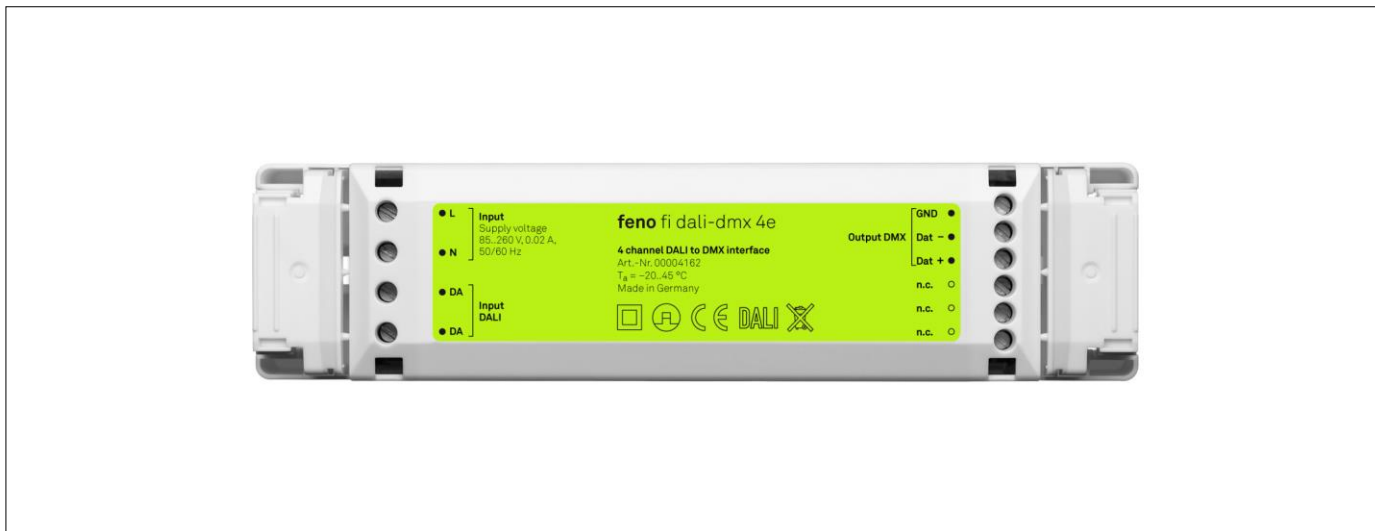 L
N
Input
Supply voltage
85..260 V, 0.02 A,
50/60 Hz
DA
DA
Input
DALI
feno fi dali-dmx 4e
4 channel DALI to DMX interface
Art.-Nr. 00004162
Ta = −20..45 °C
Made in Germany
CE DALI
Output DMX
GND
Dat −
Dat +
n.c.
n.c.
n.c.